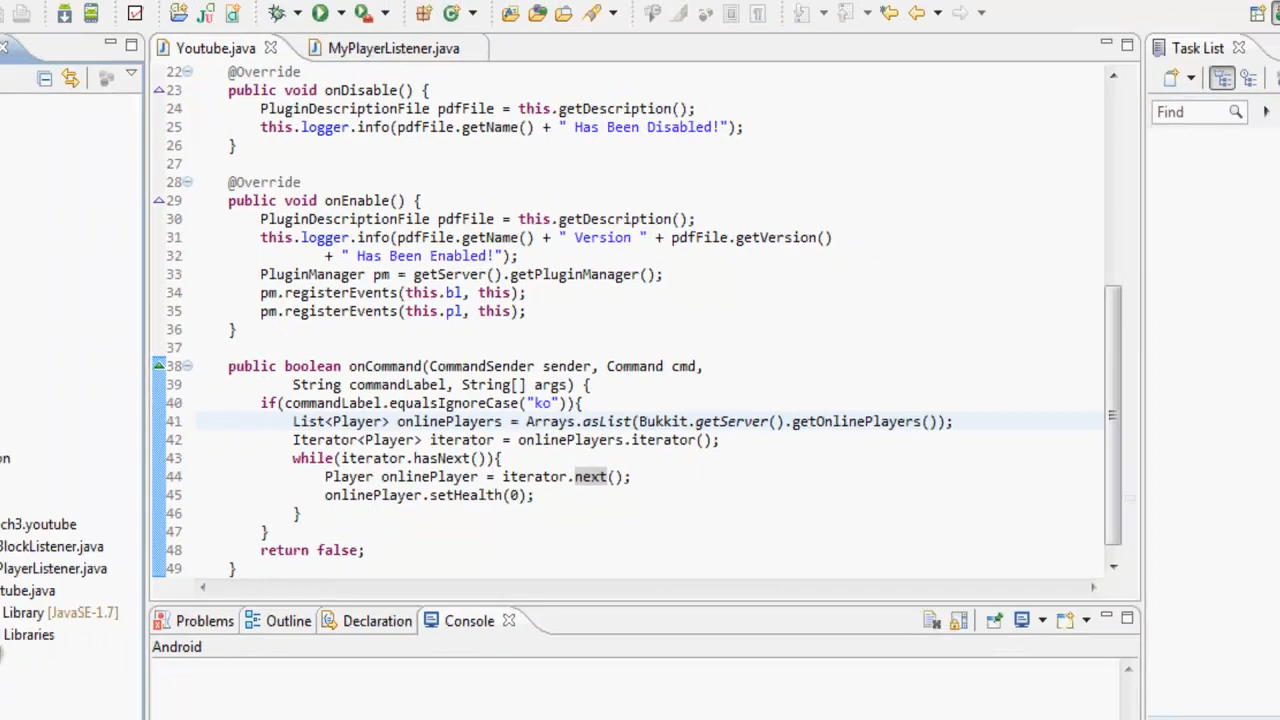 Youtube.java
MyPlayerListener.java
Task List
22 @Override
23 public void onDisable() {
24 PluginDescriptionFile pdfFile = this.getDescription();
25 this.logger.info(pdfFile.getName() + " Has Been Disabled!");
26 }
27
28 @Override
29 public void onEnable() {
30 PluginDescriptionFile pdfFile = this.getDescription();
31 this.logger.info(pdfFile.getName() + " Version " + pdfFile.getVersion()
32 + " Has Been Enabled!");
33 PluginManager pm = getServer().getPluginManager();
34 pm.registerEvents(this.bl, this);
35 pm.registerEvents(this.pl, this);
36 }
37
38 public boolean onCommand(CommandSender sender, Command cmd,
39 String commandLabel, String[] args) {
40 if(commandLabel.equalsIgnoreCase("ko")){
41 List<Player> onlinePlayers = Arrays.asList(Bukkit.getServer().getOnlinePlayers());
42 Iterator<Player> iterator = onlinePlayers.iterator();
43 while(iterator.hasNext()){
44 Player onlinePlayer = iterator.next();
45 onlinePlayer.setHealth(0);
46 }
47 }
48 return false;
49 }
Find
on
ch3.youtube
BlockListener.java
PlayerListener.java
tube.java
Library [JavaSE-1.7]
Libraries
Problems
Outline
Declaration
Console
Android